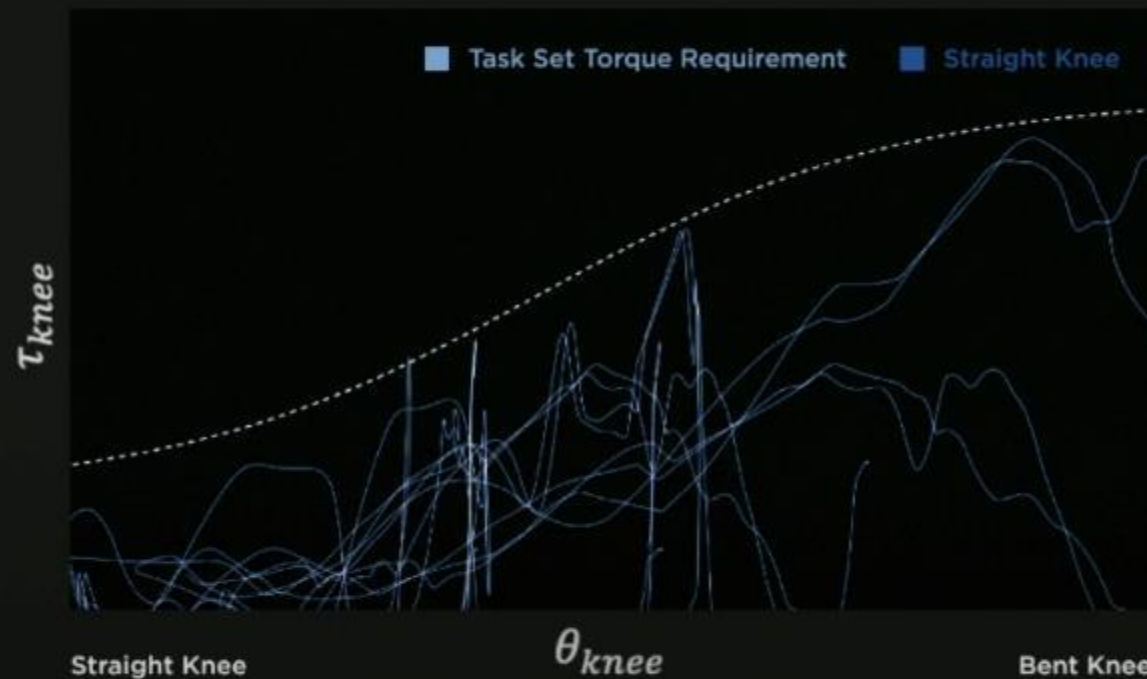 Task Set Torque Requirement Straight Knee
τknee
θknee
Straight Knee Bent Knee